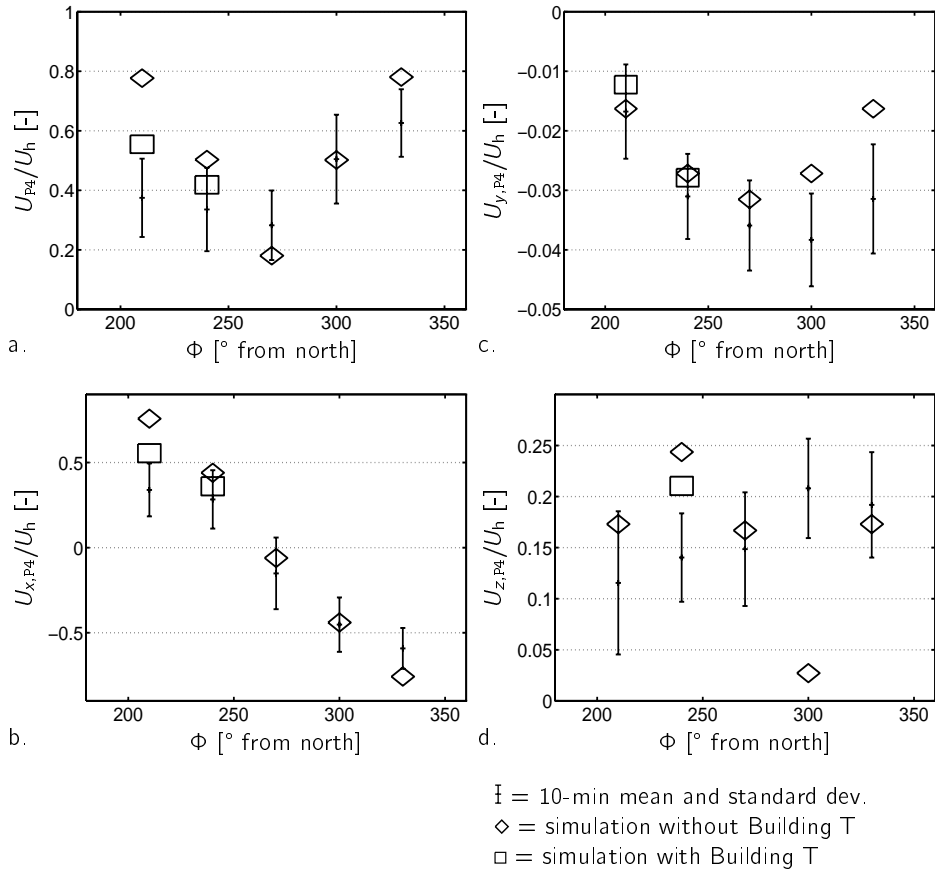 1
0.8
0.6
0.4
0.2
0
200 250 300 350
U_P4/U_h [-]
Φ [° from north]
a.
0
−0.01
−0.02
−0.03
−0.04
−0.05
200 250 300 350
U_y,P4/U_h [-]
Φ [° from north]
c.
0.5
0
−0.5
200 250 300 350
U_x,P4/U_h [-]
Φ [° from north]
b.
0.25
0.2
0.15
0.1
0.05
0
200 250 300 350
U_z,P4/U_h [-]
Φ [° from north]
d.
= 10-min mean and standard dev.
◇ = simulation without Building T
□ = simulation with Building T